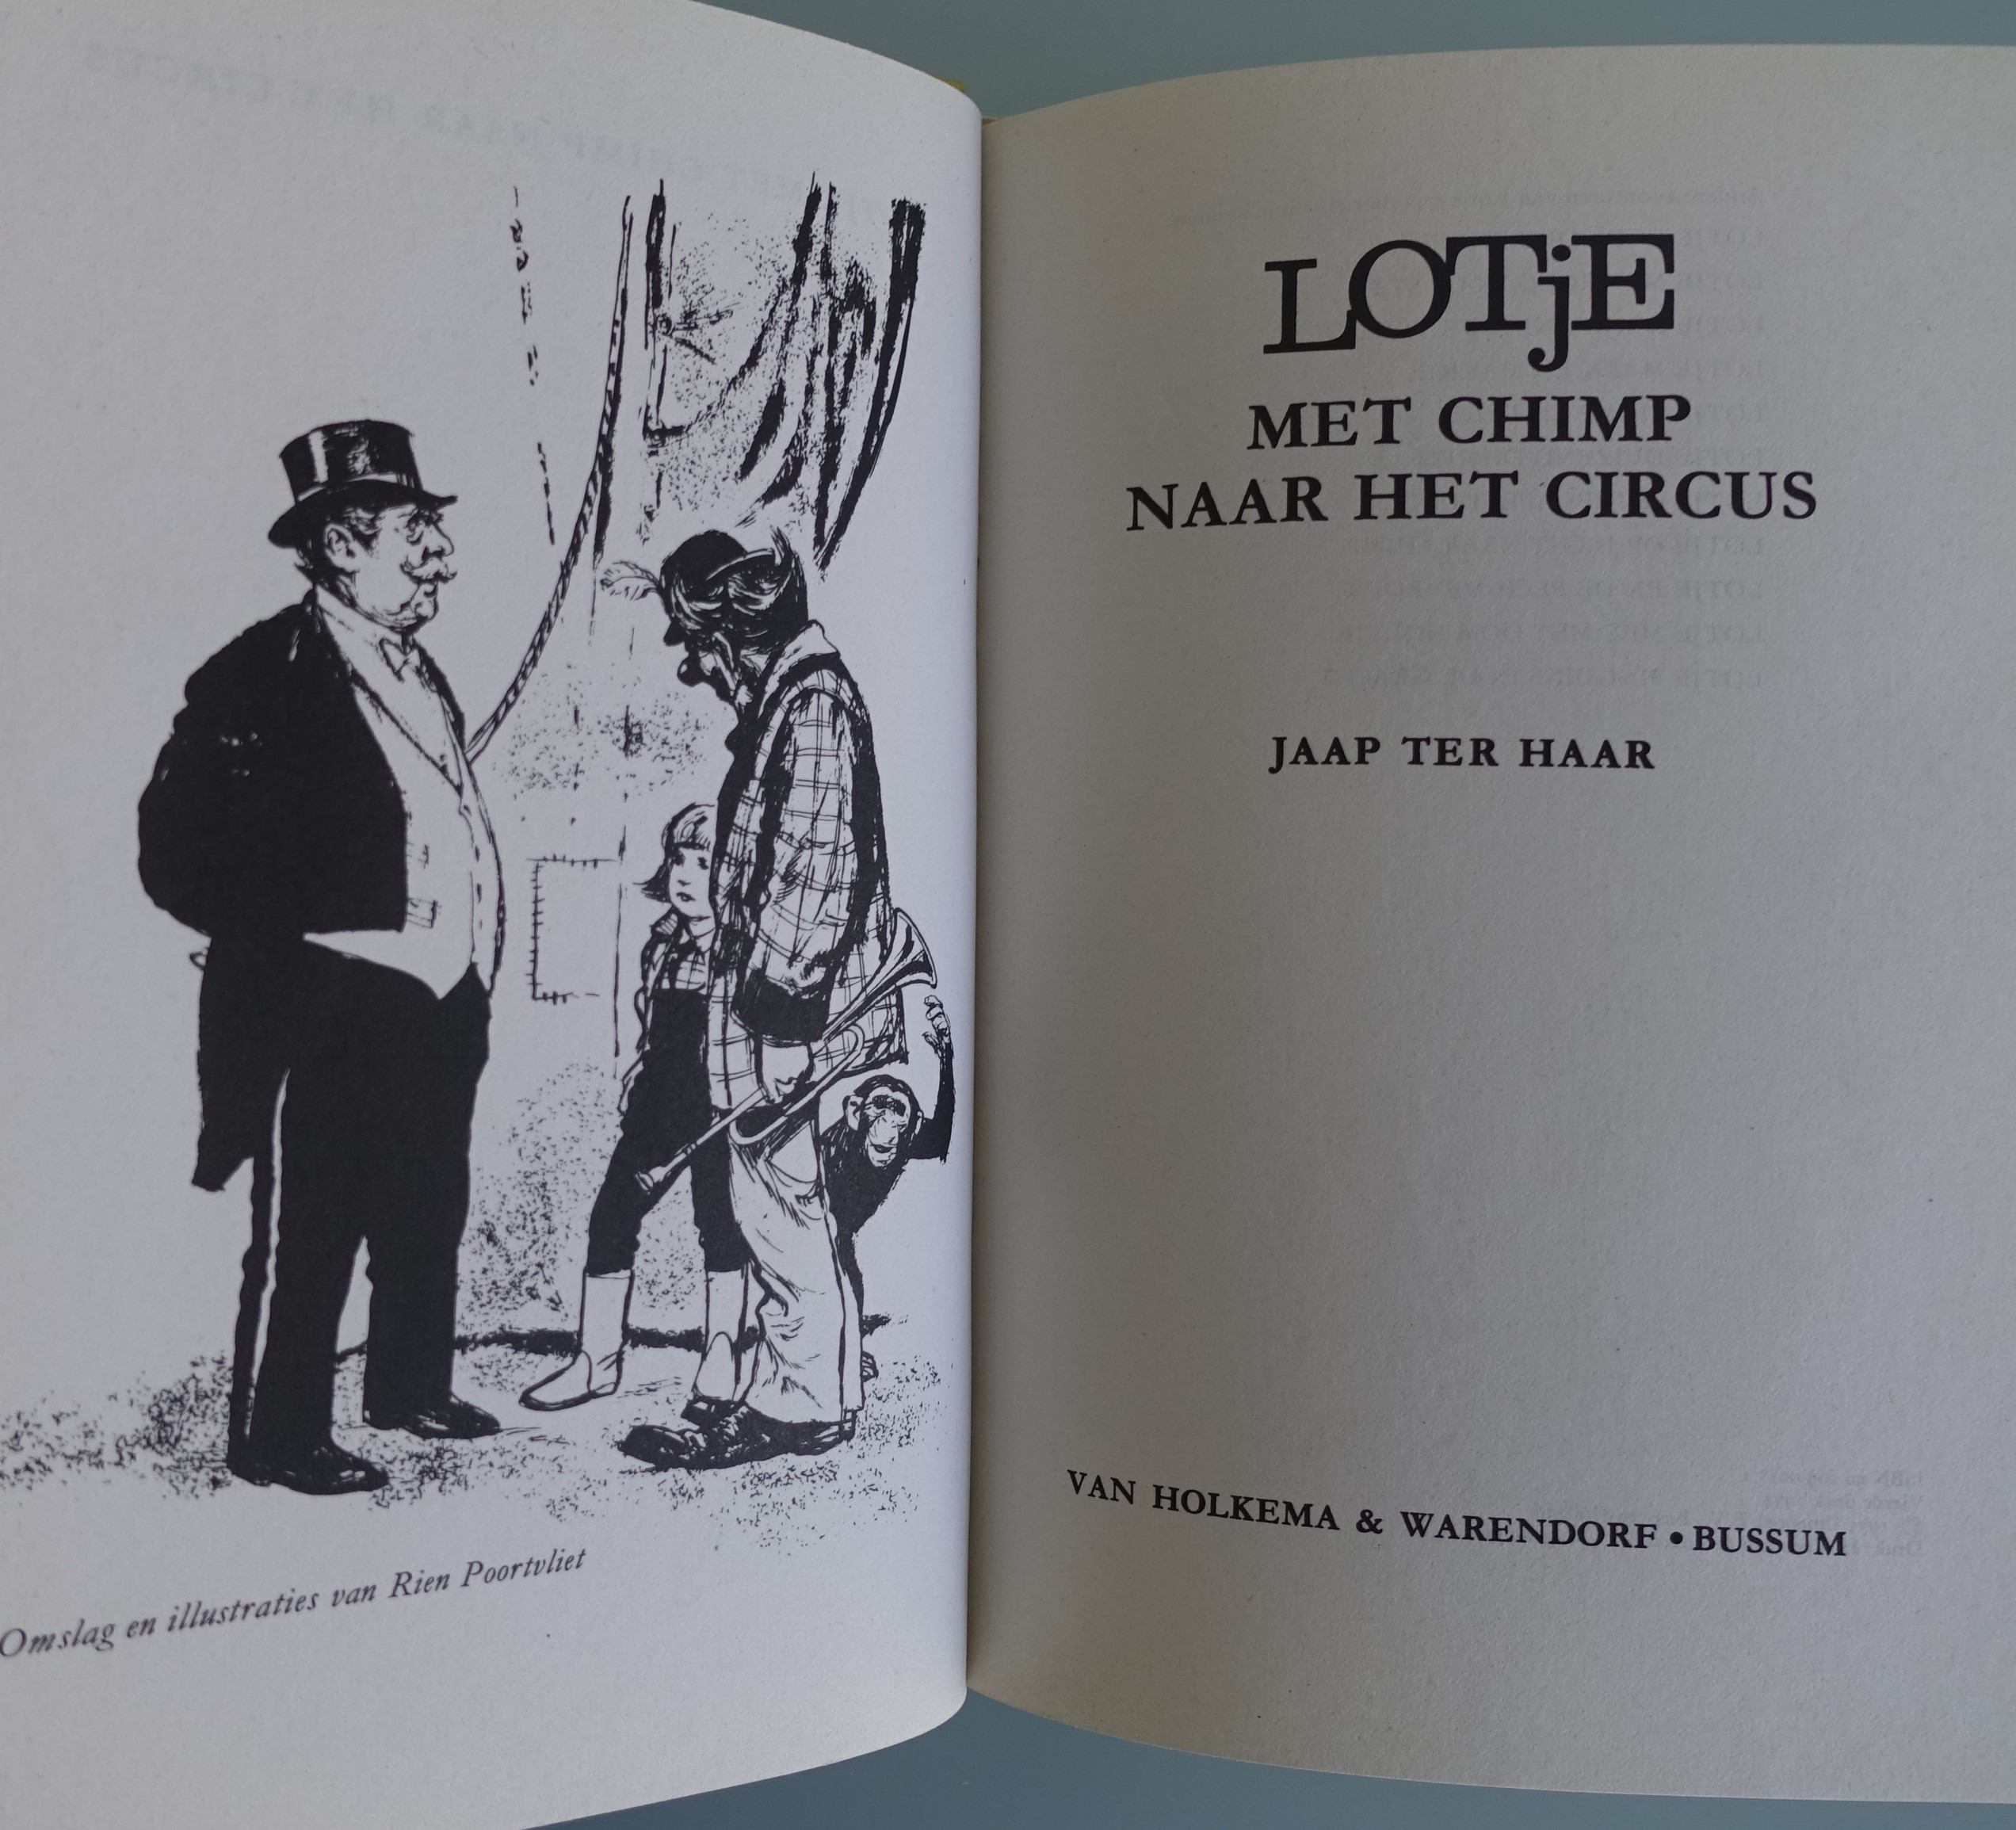 Omslag en illustraties van Rien Poortvliet
LOTjE
MET CHIMP
NAAR HET CIRCUS
JAAP TER HAAR
VAN HOLKEMA & WARENDORF • BUSSUM